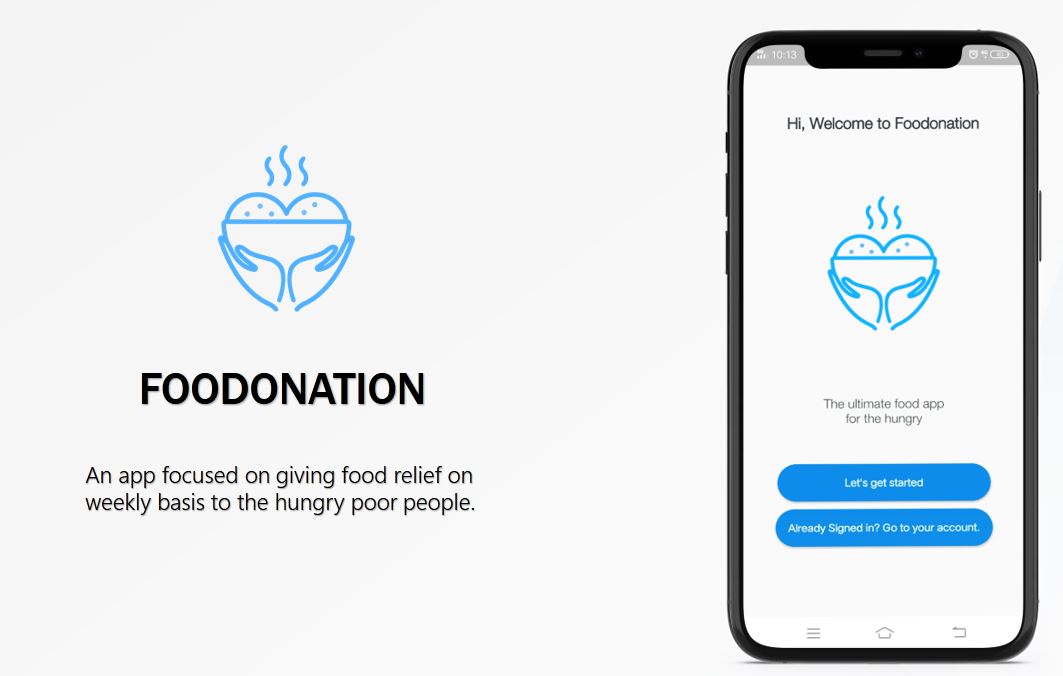 FOODONATION
An app focused on giving food relief on
weekly basis to the hungry poor people.
10:13
Hi, Welcome to Foodonation
The ultimate food app
for the hungry
Let's get started
Already Signed in? Go to your account.